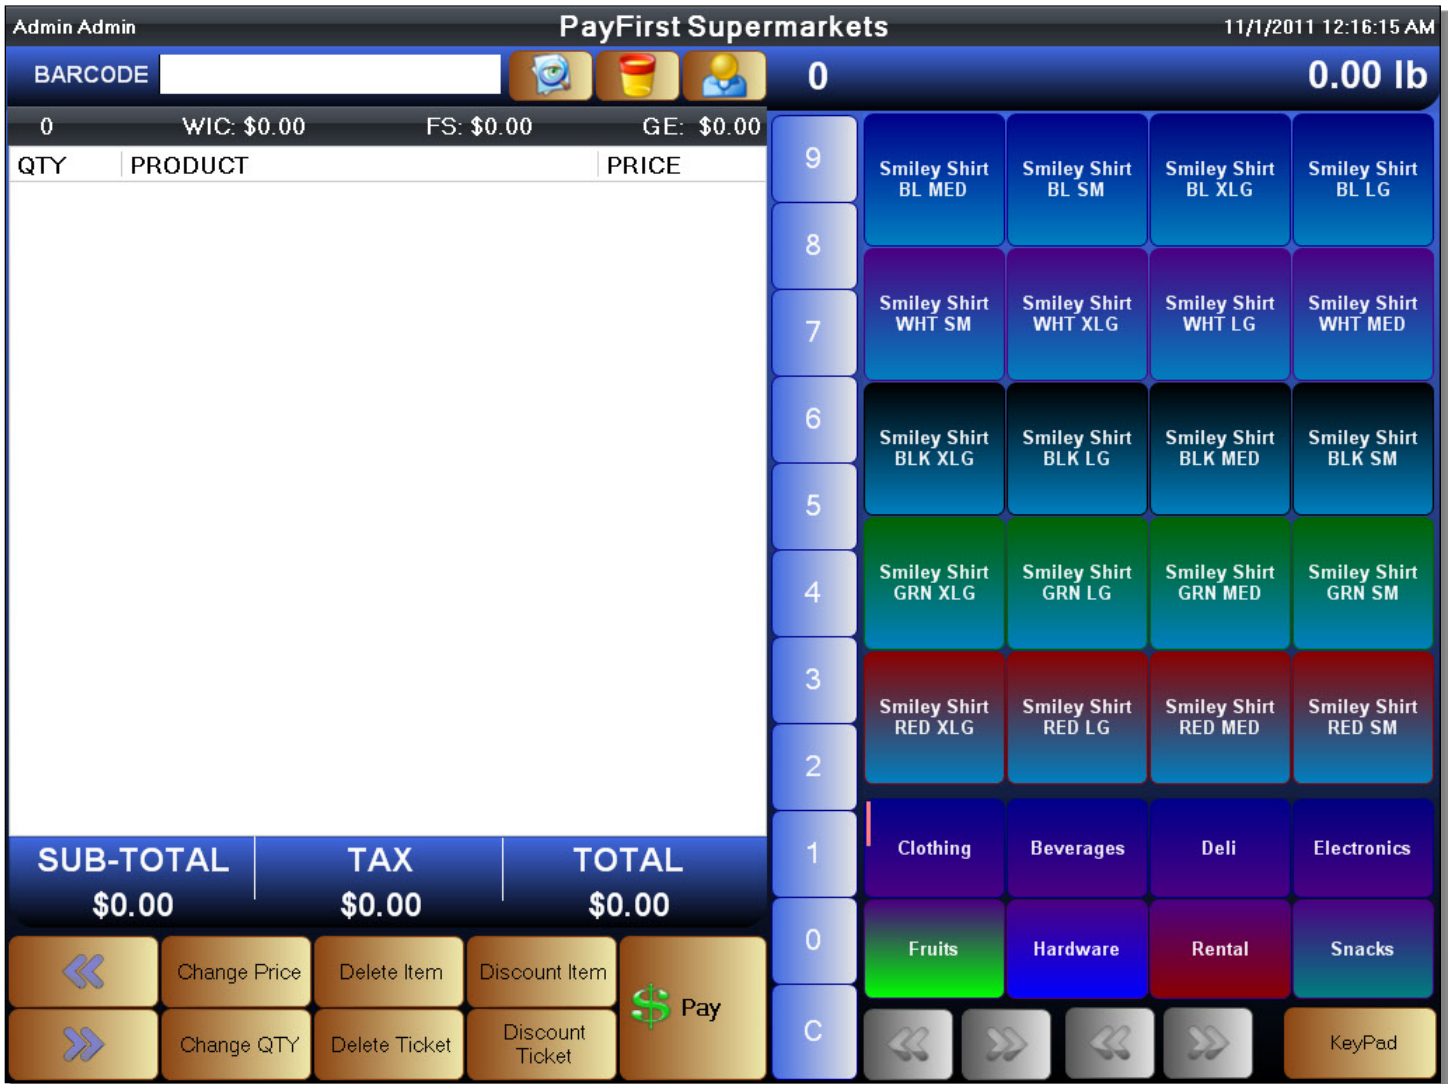 Admin Admin
PayFirst Supermarkets
11/1/2011 12:16:15 AM
BARCODE
0
0.00 lb
0
WIC: $0.00
FS: $0.00
GE: $0.00
QTY
PRODUCT
PRICE
SUB-TOTAL
TAX
TOTAL
$0.00
$0.00
$0.00
Change Price
Delete Item
Discount Item
Pay
Change QTY
Delete Ticket
Discount
Ticket
9
8
7
6
5
4
3
2
1
0
C
Smiley Shirt
BL MED
Smiley Shirt
BL SM
Smiley Shirt
BL XLG
Smiley Shirt
BL LG
Smiley Shirt
WHT SM
Smiley Shirt
WHT XLG
Smiley Shirt
WHT LG
Smiley Shirt
WHT MED
Smiley Shirt
BLK XLG
Smiley Shirt
BLK LG
Smiley Shirt
BLK MED
Smiley Shirt
BLK SM
Smiley Shirt
GRN XLG
Smiley Shirt
GRN LG
Smiley Shirt
GRN MED
Smiley Shirt
GRN SM
Smiley Shirt
RED XLG
Smiley Shirt
RED LG
Smiley Shirt
RED MED
Smiley Shirt
RED SM
Clothing
Beverages
Deli
Electronics
Fruits
Hardware
Rental
Snacks
KeyPad